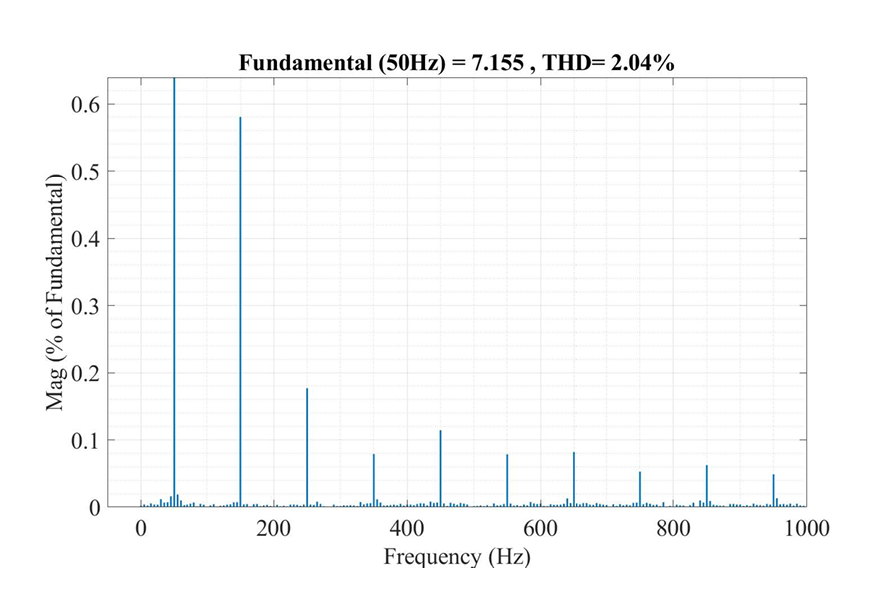 Fundamental (50Hz) = 7.155 , THD= 2.04%
0.6
0.5
0.4
0.3
0.2
0.1
0
Mag (% of Fundamental)
0 200 400 600 800 1000
Frequency (Hz)